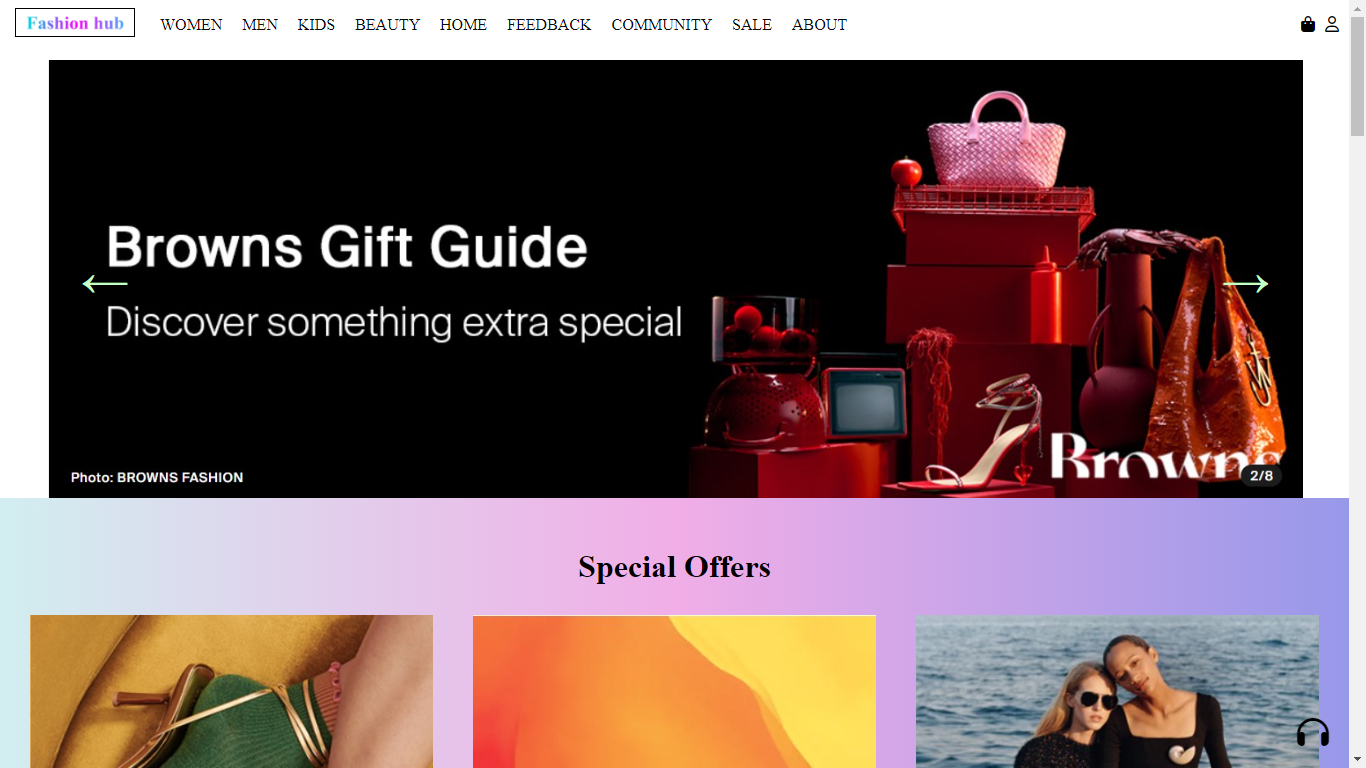 Fashion hub
WOMEN MEN KIDS BEAUTY HOME FEEDBACK COMMUNITY SALE ABOUT
Browns Gift Guide
Discover something extra special
Browns
Photo: BROWNS FASHION
2/8
Special Offers